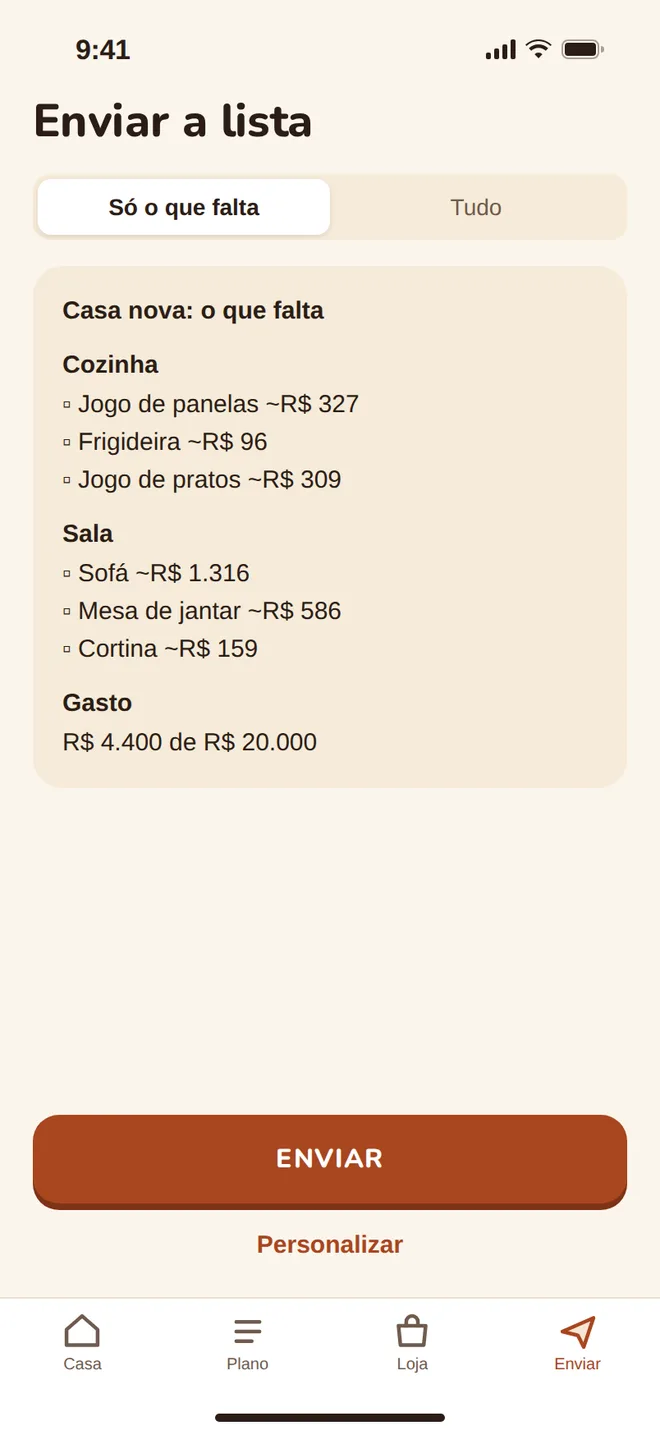 9:41
Enviar a lista
Só o que falta
Tudo
Casa nova: o que falta
Cozinha
▫ Jogo de panelas ~R$ 327
▫ Frigideira ~R$ 96
▫ Jogo de pratos ~R$ 309
Sala
▫ Sofá ~R$ 1.316
▫ Mesa de jantar ~R$ 586
▫ Cortina ~R$ 159
Gasto
R$ 4.400 de R$ 20.000
ENVIAR
Personalizar
Casa
Plano
Loja
Enviar